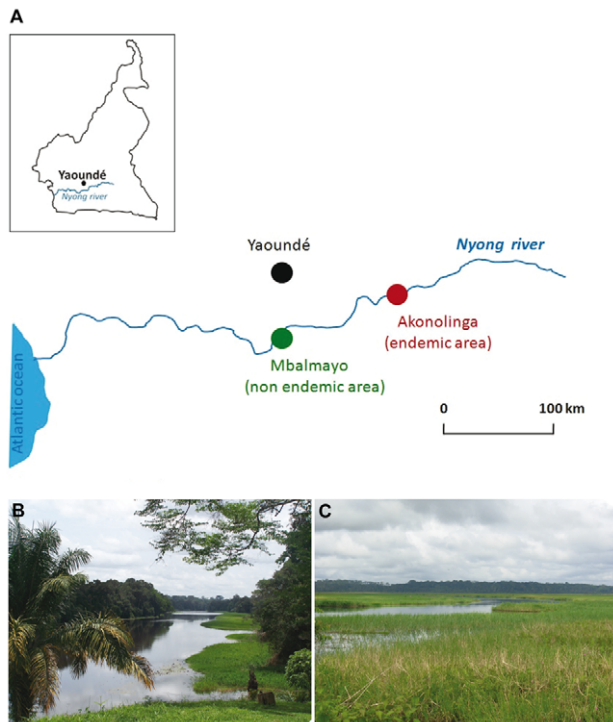 A
Yaoundé
Nyong river
Yaoundé
Nyong river
Akonolinga
(endemic area)
Mbalmayo
(non endemic area)
Atlantic ocean
0 100 km
B
C